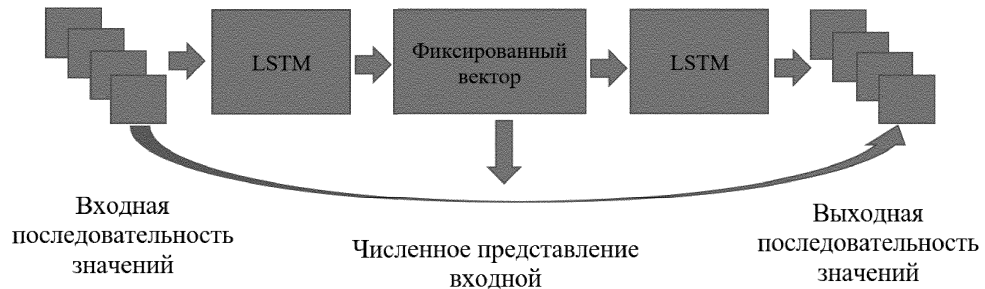 LSTM
Фиксированный
вектор
LSTM
Входная
последовательность
значений
Численное представление
входной
Выходная
последовательность
значений